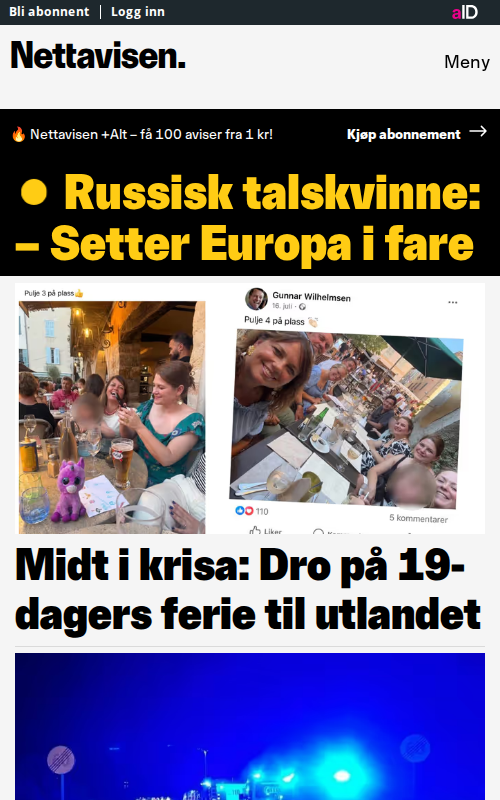 Bli abonnent | Logg inn
aID
Nettavisen.
Meny
🔥 Nettavisen +Alt – få 100 aviser fra 1 kr!
Kjøp abonnement →
Russisk talskvinne:
– Setter Europa i fare
Pulje 3 på plass👍
Gunnar Wilhelmsen
16. juli ·
...
Pulje 4 på plass 👏🏻
110
5 kommentarer
Liker
Midt i krisa: Dro på 19-
dagers ferie til utlandet